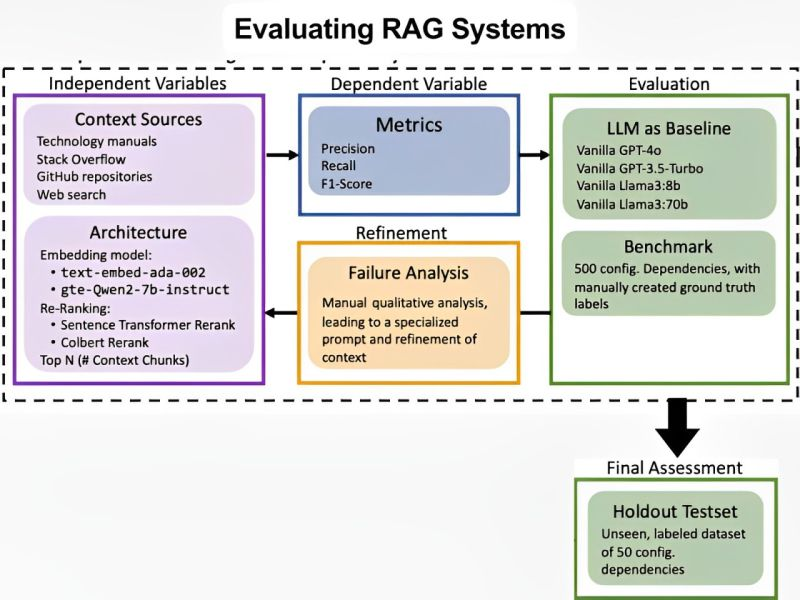 Evaluating RAG Systems
Independent Variables
Context Sources
Technology manuals
Stack Overflow
GitHub repositories
Web search
Architecture
Embedding model:
• text-embed-ada-002
• gte-Qwen2-7b-instruct
Re-Ranking:
• Sentence Transformer Rerank
• Colbert Rerank
Top N (# Context Chunks)
Dependent Variable
Metrics
Precision
Recall
F1-Score
Refinement
Failure Analysis
Manual qualitative analysis,
leading to a specialized
prompt and refinement of
context
Evaluation
LLM as Baseline
Vanilla GPT-4o
Vanilla GPT-3.5-Turbo
Vanilla Llama3:8b
Vanilla Llama3:70b
Benchmark
500 config. Dependencies, with
manually created ground truth
labels
Final Assessment
Holdout Testset
Unseen, labeled dataset
of 50 config.
dependencies